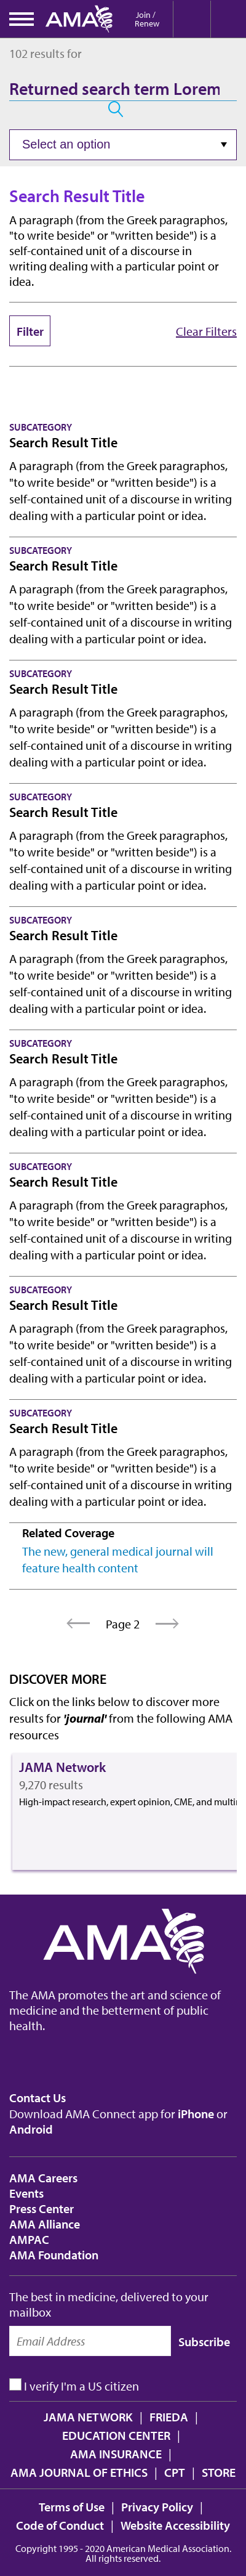 AMA
Join /
Renew
102 results for
Returned search term Lorem
Select an option
Search Result Title
A paragraph (from the Greek paragraphos,
"to write beside" or "written beside") is a
self-contained unit of a discourse in
writing dealing with a particular point or
idea.
Filter
Clear Filters
SUBCATEGORY
Search Result Title
A paragraph (from the Greek paragraphos,
"to write beside" or "written beside") is a
self-contained unit of a discourse in writing
dealing with a particular point or idea.
SUBCATEGORY
Search Result Title
A paragraph (from the Greek paragraphos,
"to write beside" or "written beside") is a
self-contained unit of a discourse in writing
dealing with a particular point or idea.
SUBCATEGORY
Search Result Title
A paragraph (from the Greek paragraphos,
"to write beside" or "written beside") is a
self-contained unit of a discourse in writing
dealing with a particular point or idea.
SUBCATEGORY
Search Result Title
A paragraph (from the Greek paragraphos,
"to write beside" or "written beside") is a
self-contained unit of a discourse in writing
dealing with a particular point or idea.
SUBCATEGORY
Search Result Title
A paragraph (from the Greek paragraphos,
"to write beside" or "written beside") is a
self-contained unit of a discourse in writing
dealing with a particular point or idea.
SUBCATEGORY
Search Result Title
A paragraph (from the Greek paragraphos,
"to write beside" or "written beside") is a
self-contained unit of a discourse in writing
dealing with a particular point or idea.
SUBCATEGORY
Search Result Title
A paragraph (from the Greek paragraphos,
"to write beside" or "written beside") is a
self-contained unit of a discourse in writing
dealing with a particular point or idea.
SUBCATEGORY
Search Result Title
A paragraph (from the Greek paragraphos,
"to write beside" or "written beside") is a
self-contained unit of a discourse in writing
dealing with a particular point or idea.
SUBCATEGORY
Search Result Title
A paragraph (from the Greek paragraphos,
"to write beside" or "written beside") is a
self-contained unit of a discourse in writing
dealing with a particular point or idea.
Related Coverage
The new, general medical journal will
feature health content
Page 2
DISCOVER MORE
Click on the links below to discover more
results for 'journal' from the following AMA
resources
JAMA Network
9,270 results
High-impact research, expert opinion, CME, and
AMA
The AMA promotes the art and science of
medicine and the betterment of public
health.
Contact Us
Download AMA Connect app for iPhone or
Android
AMA Careers
Events
Press Center
AMA Alliance
AMPAC
AMA Foundation
The best in medicine, delivered to your
mailbox
Email Address
Subscribe
I verify I'm a US citizen
JAMA NETWORK | FRIEDA |
EDUCATION CENTER |
AMA INSURANCE |
AMA JOURNAL OF ETHICS | CPT | STORE
Terms of Use | Privacy Policy |
Code of Conduct | Website Accessibility
Copyright 1995 - 2020 American Medical Association.
All rights reserved.